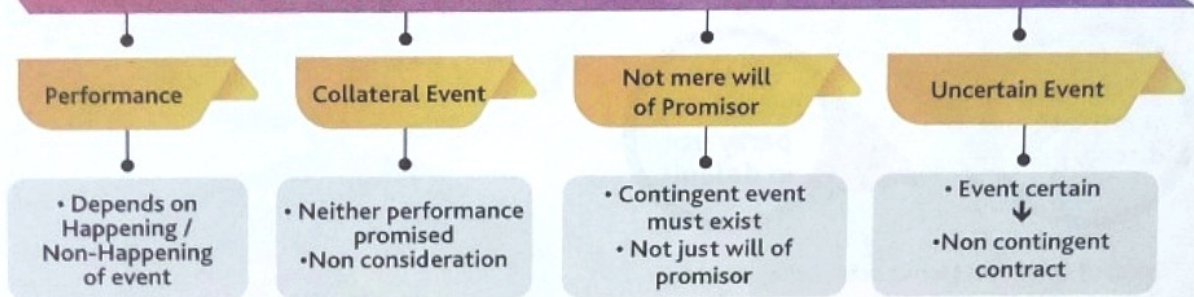 Performance
Collateral Event
Not mere will
of Promisor
Uncertain Event
• Depends on
Happening /
Non-Happening
of event
• Neither performance
promised
•Non consideration
• Contingent event
must exist
• Not just will of
promisor
• Event certain
↓
•Non contingent
contract